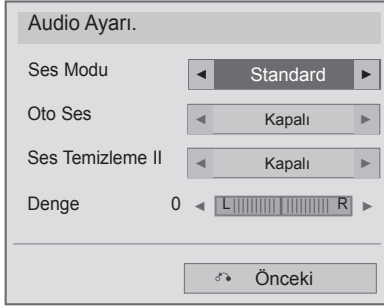 Audio Ayarı.
Ses Modu ◄ Standard ►
Oto Ses ◄ Kapalı ►
Ses Temizleme II ◄ Kapalı ►
Denge 0 ◄ L R ►
Önceki